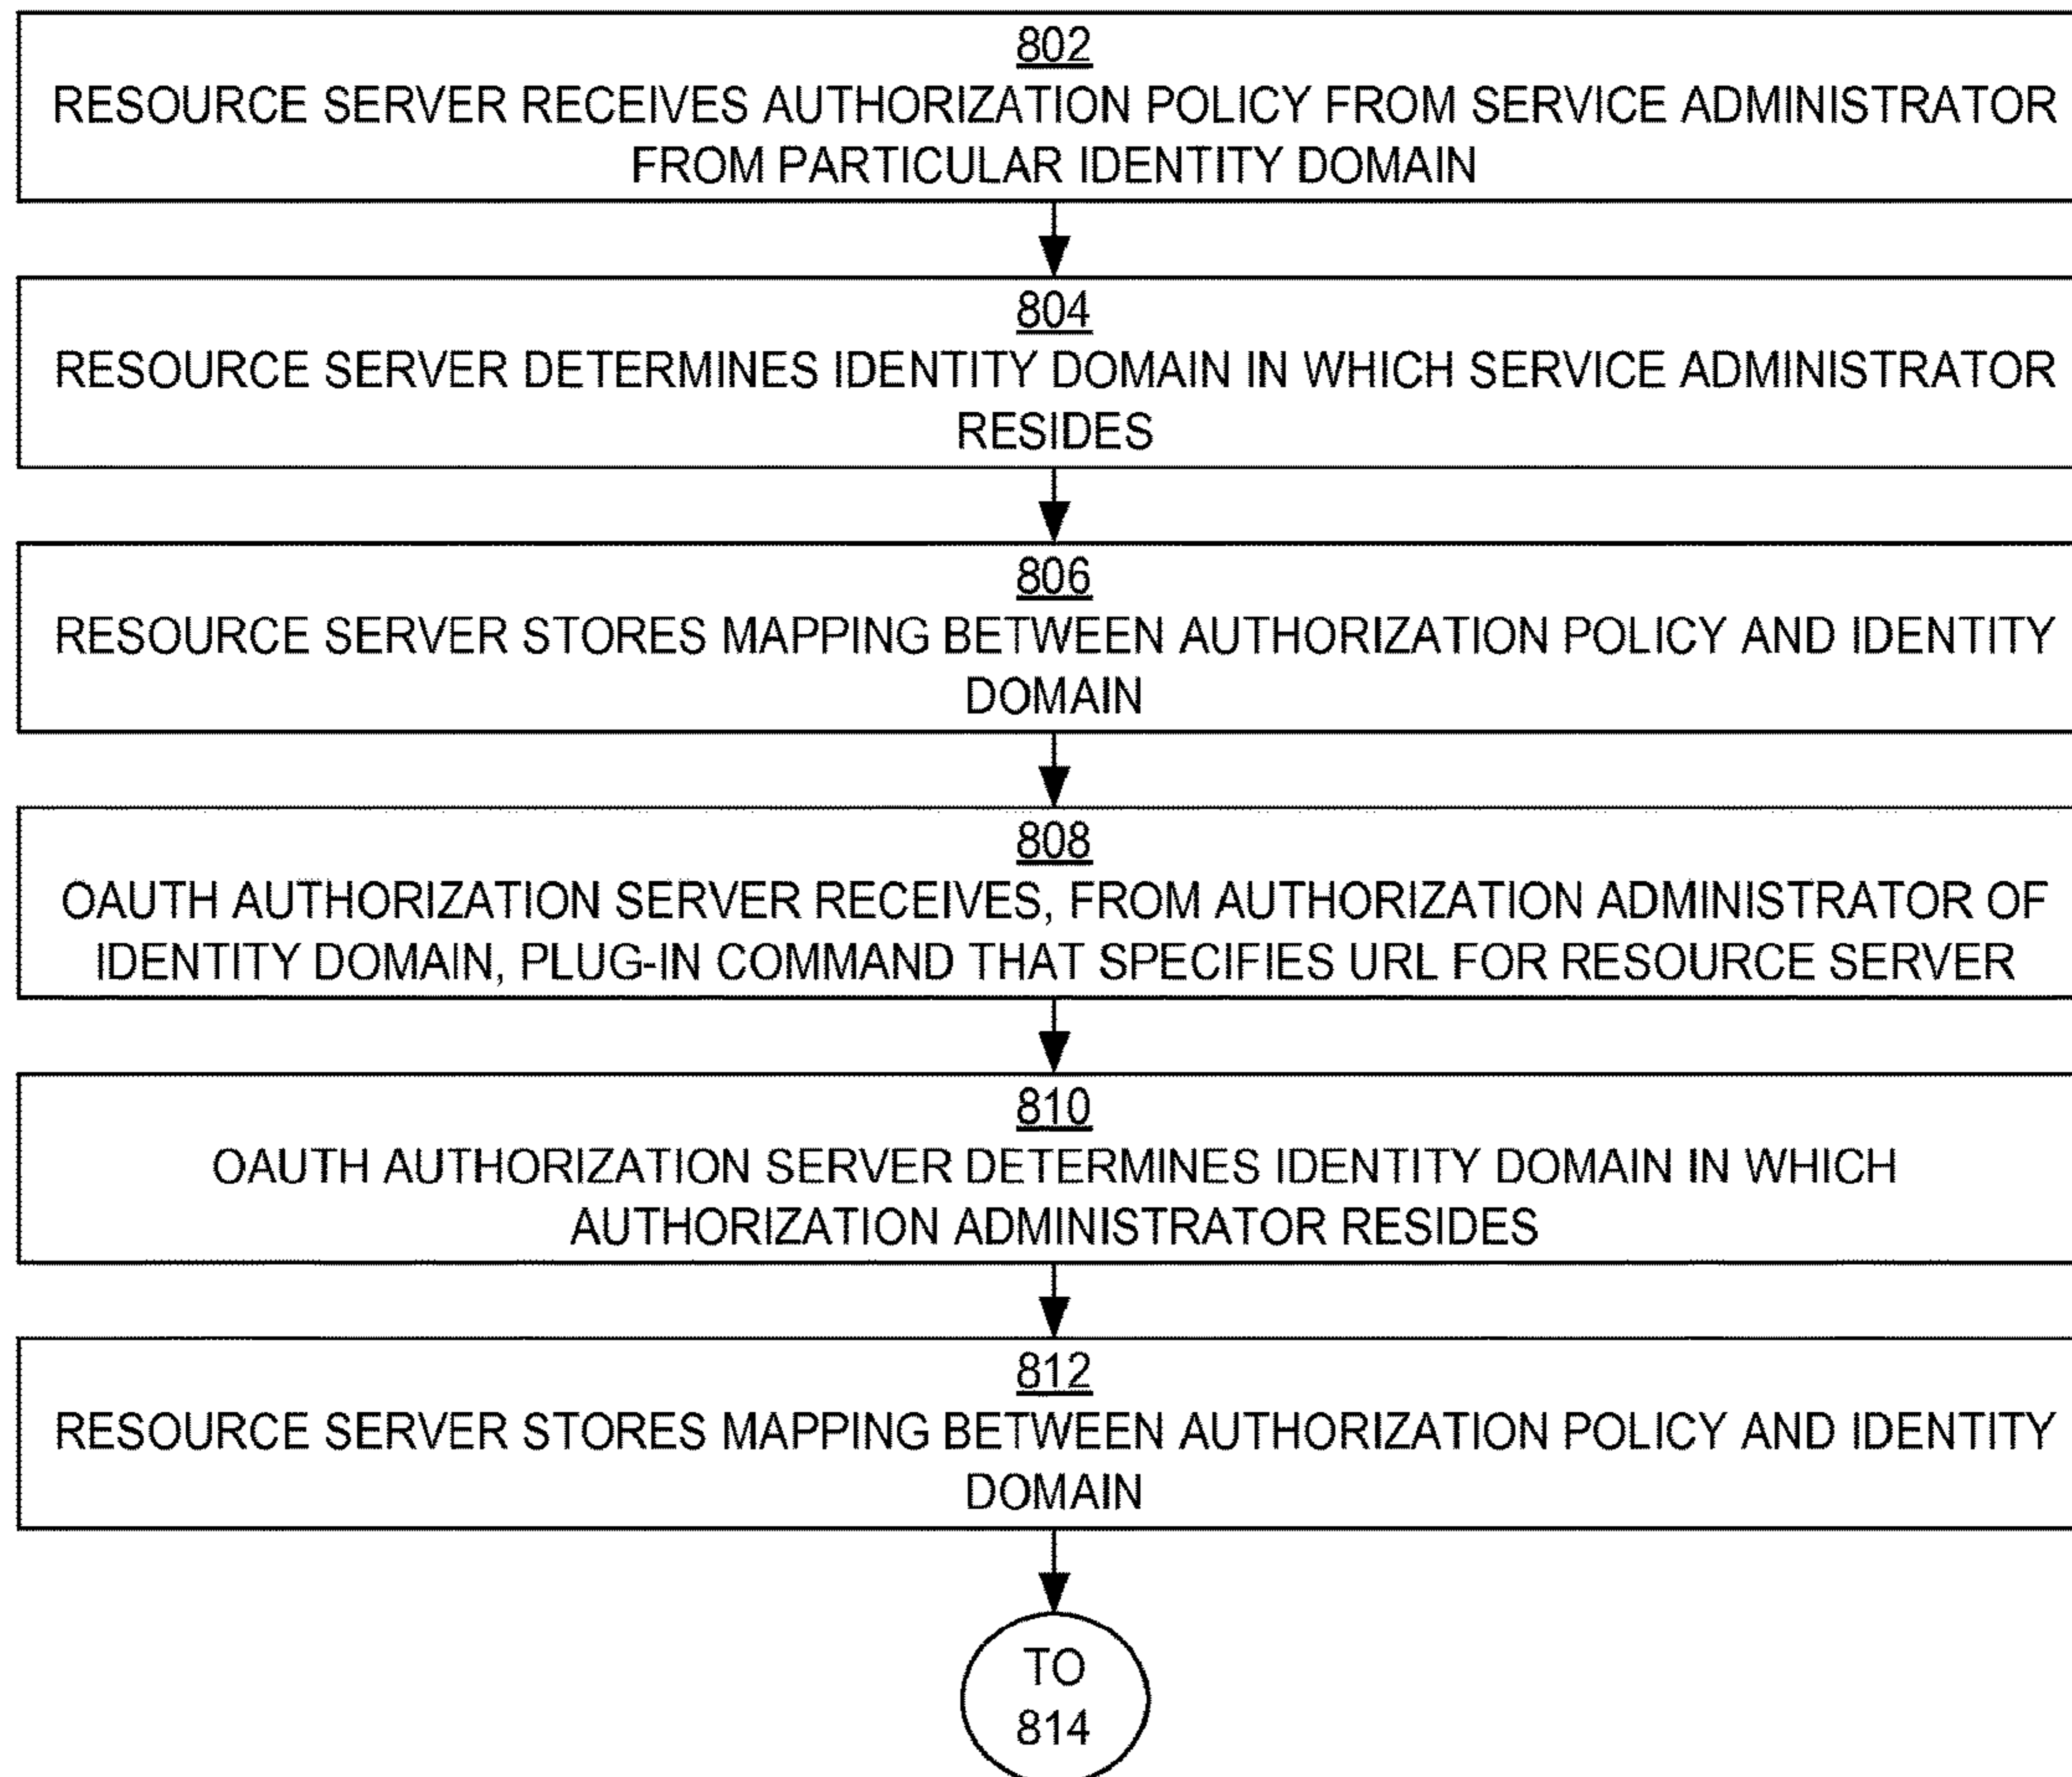 802
RESOURCE SERVER RECEIVES AUTHORIZATION POLICY FROM SERVICE ADMINISTRATOR
FROM PARTICULAR IDENTITY DOMAIN
804
RESOURCE SERVER DETERMINES IDENTITY DOMAIN IN WHICH SERVICE ADMINISTRATOR
RESIDES
806
RESOURCE SERVER STORES MAPPING BETWEEN AUTHORIZATION POLICY AND IDENTITY
DOMAIN
808
OAUTH AUTHORIZATION SERVER RECEIVES, FROM AUTHORIZATION ADMINISTRATOR OF
IDENTITY DOMAIN, PLUG-IN COMMAND THAT SPECIFIES URL FOR RESOURCE SERVER
810
OAUTH AUTHORIZATION SERVER DETERMINES IDENTITY DOMAIN IN WHICH
AUTHORIZATION ADMINISTRATOR RESIDES
812
RESOURCE SERVER STORES MAPPING BETWEEN AUTHORIZATION POLICY AND IDENTITY
DOMAIN
TO
814